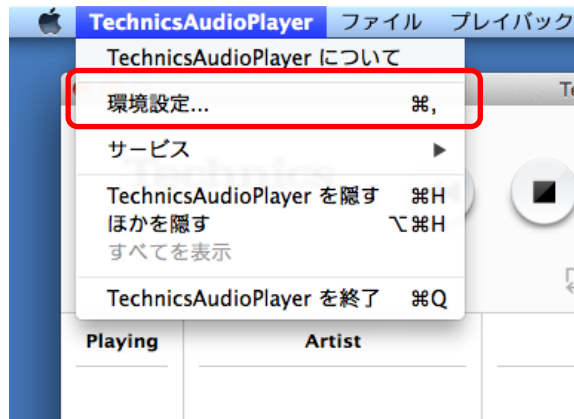 TechnicsAudioPlayer ファイル プレイバック
TechnicsAudioPlayer について
環境設定... ⌘,
サービス ▶
TechnicsAudioPlayer を隠す ⌘H
ほかを隠す ⌥⌘H
すべてを表示
TechnicsAudioPlayer を終了 ⌘Q
Te
Technics
Playing Artist